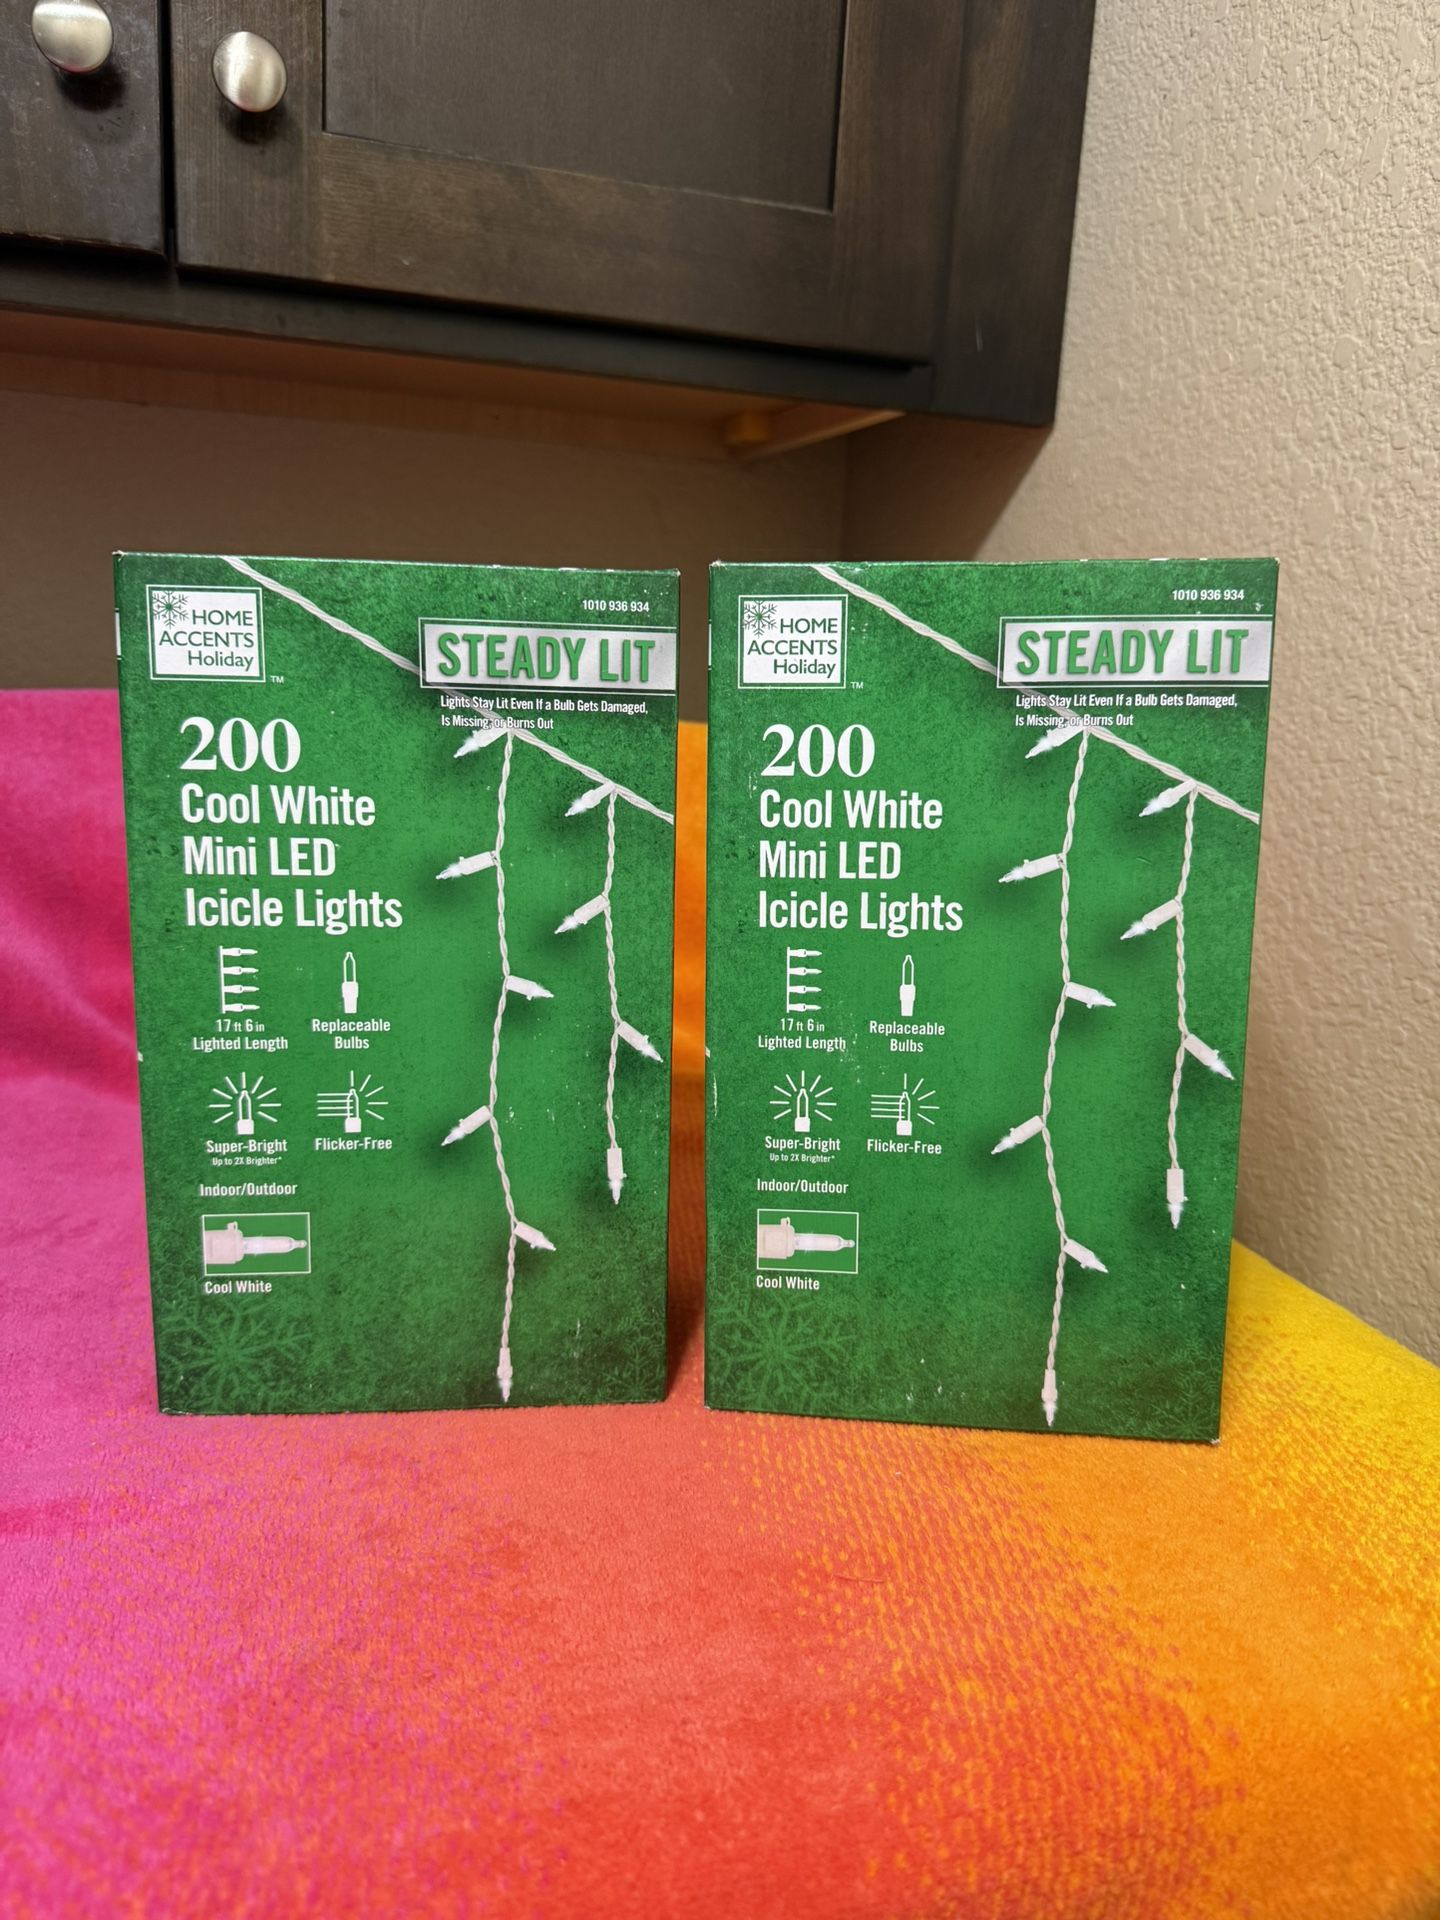 HOME
ACCENTS
Holiday
TM
1010 936 934
STEADY LIT
Lights Stay Lit Even If a Bulb Gets Damaged,
Is Missing, or Burns Out
200
Cool White
Mini LED
Icicle Lights
17 ft 6 in
Lighted Length
Replaceable
Bulbs
Super-Bright
Up to 2X Brighter*
Flicker-Free
Indoor/Outdoor
Cool White
HOME
ACCENTS
Holiday
TM
1010 936 934
STEADY LIT
Lights Stay Lit Even If a Bulb Gets Damaged,
Is Missing, or Burns Out
200
Cool White
Mini LED
Icicle Lights
17 ft 6 in
Lighted Length
Replaceable
Bulbs
Super-Bright
Up to 2X Brighter*
Flicker-Free
Indoor/Outdoor
Cool White